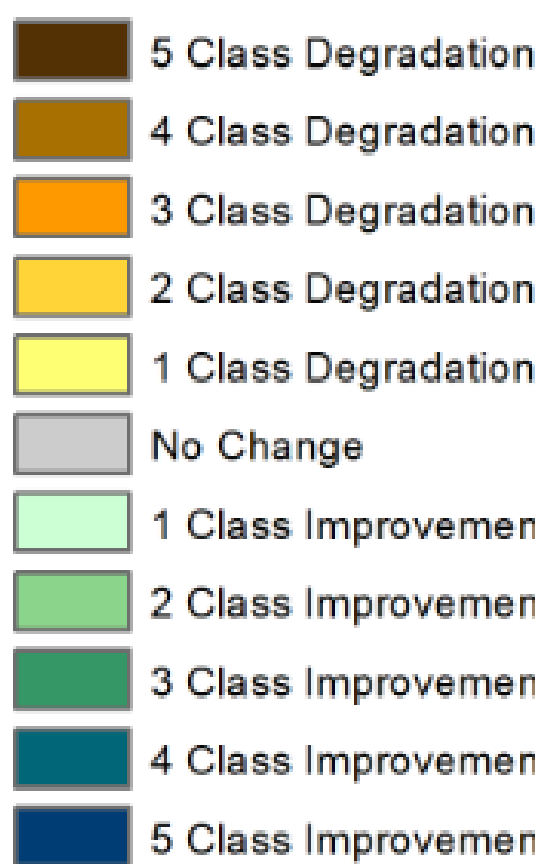 5 Class Degradation
4 Class Degradation
3 Class Degradation
2 Class Degradation
1 Class Degradation
No Change
1 Class Improvemen
2 Class Improvemen
3 Class Improvemen
4 Class Improvemen
5 Class Improvemen